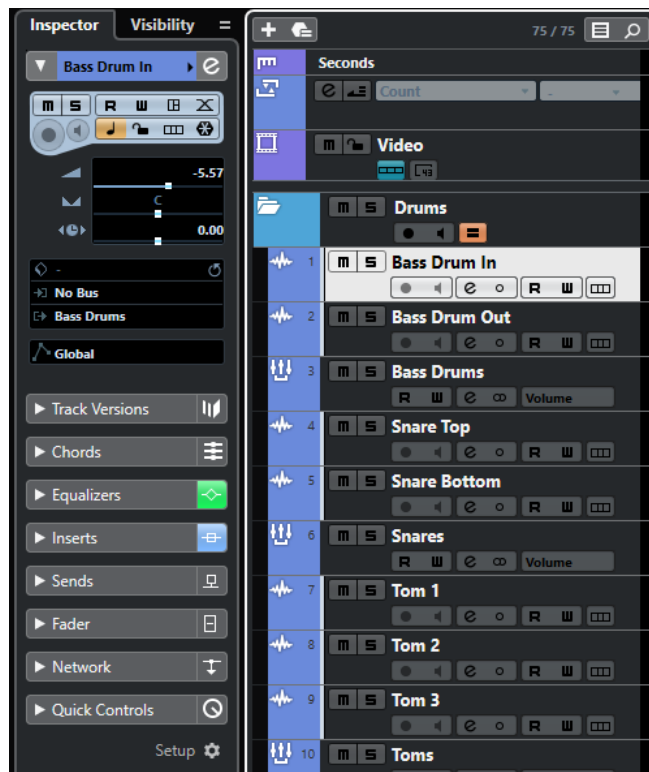 Inspector Visibility
Bass Drum In
m S R W
-5.57
C
0.00
-
No Bus
Bass Drums
Global
Track Versions
Chords
Equalizers
Inserts
Sends
Fader
Network
Quick Controls
Setup
75 / 75
Seconds
e Count -
m Video
m S Drums
1 m S Bass Drum In
e R W
2 m S Bass Drum Out
e R W
3 m S Bass Drums
R W e Volume
4 m S Snare Top
e R W
5 m S Snare Bottom
e R W
6 m S Snares
R W e Volume
7 m S Tom 1
e R W
8 m S Tom 2
e R W
9 m S Tom 3
e R W
10 m S Toms